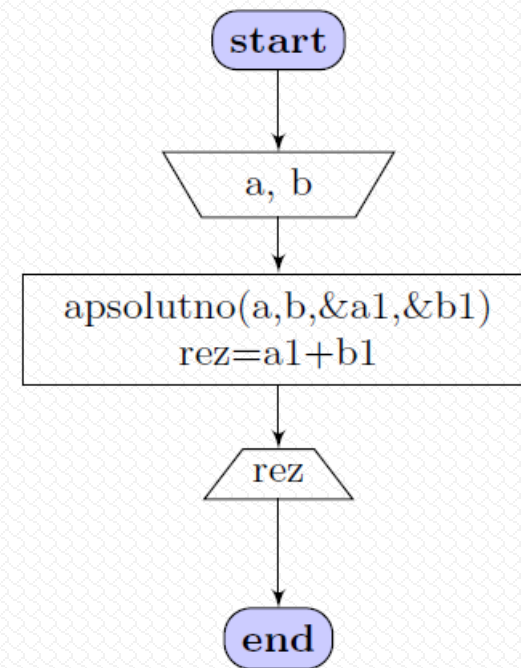 start
a, b
apsolutno(a,b,&a1,&b1)
rez=a1+b1
rez
end